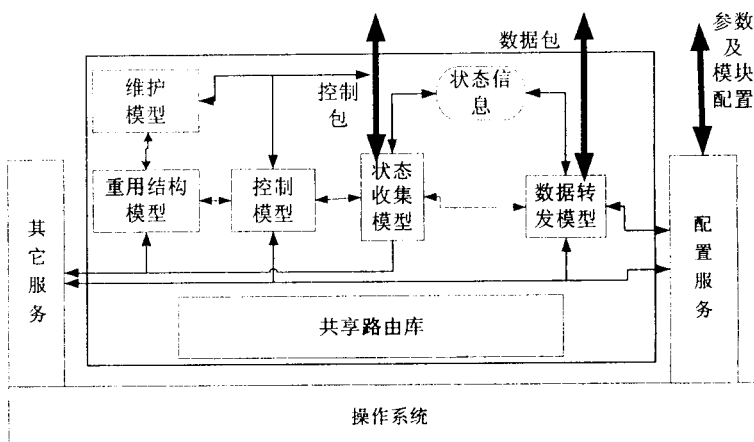 参数
及
模块
配置
数据包
控制
包
维护
模型
状态信
息
重用结构
模型
控制
模型
状态
收集
模型
数据转
发模型
其
它
服
务
配
置
服
务
共享路由库
操作系统